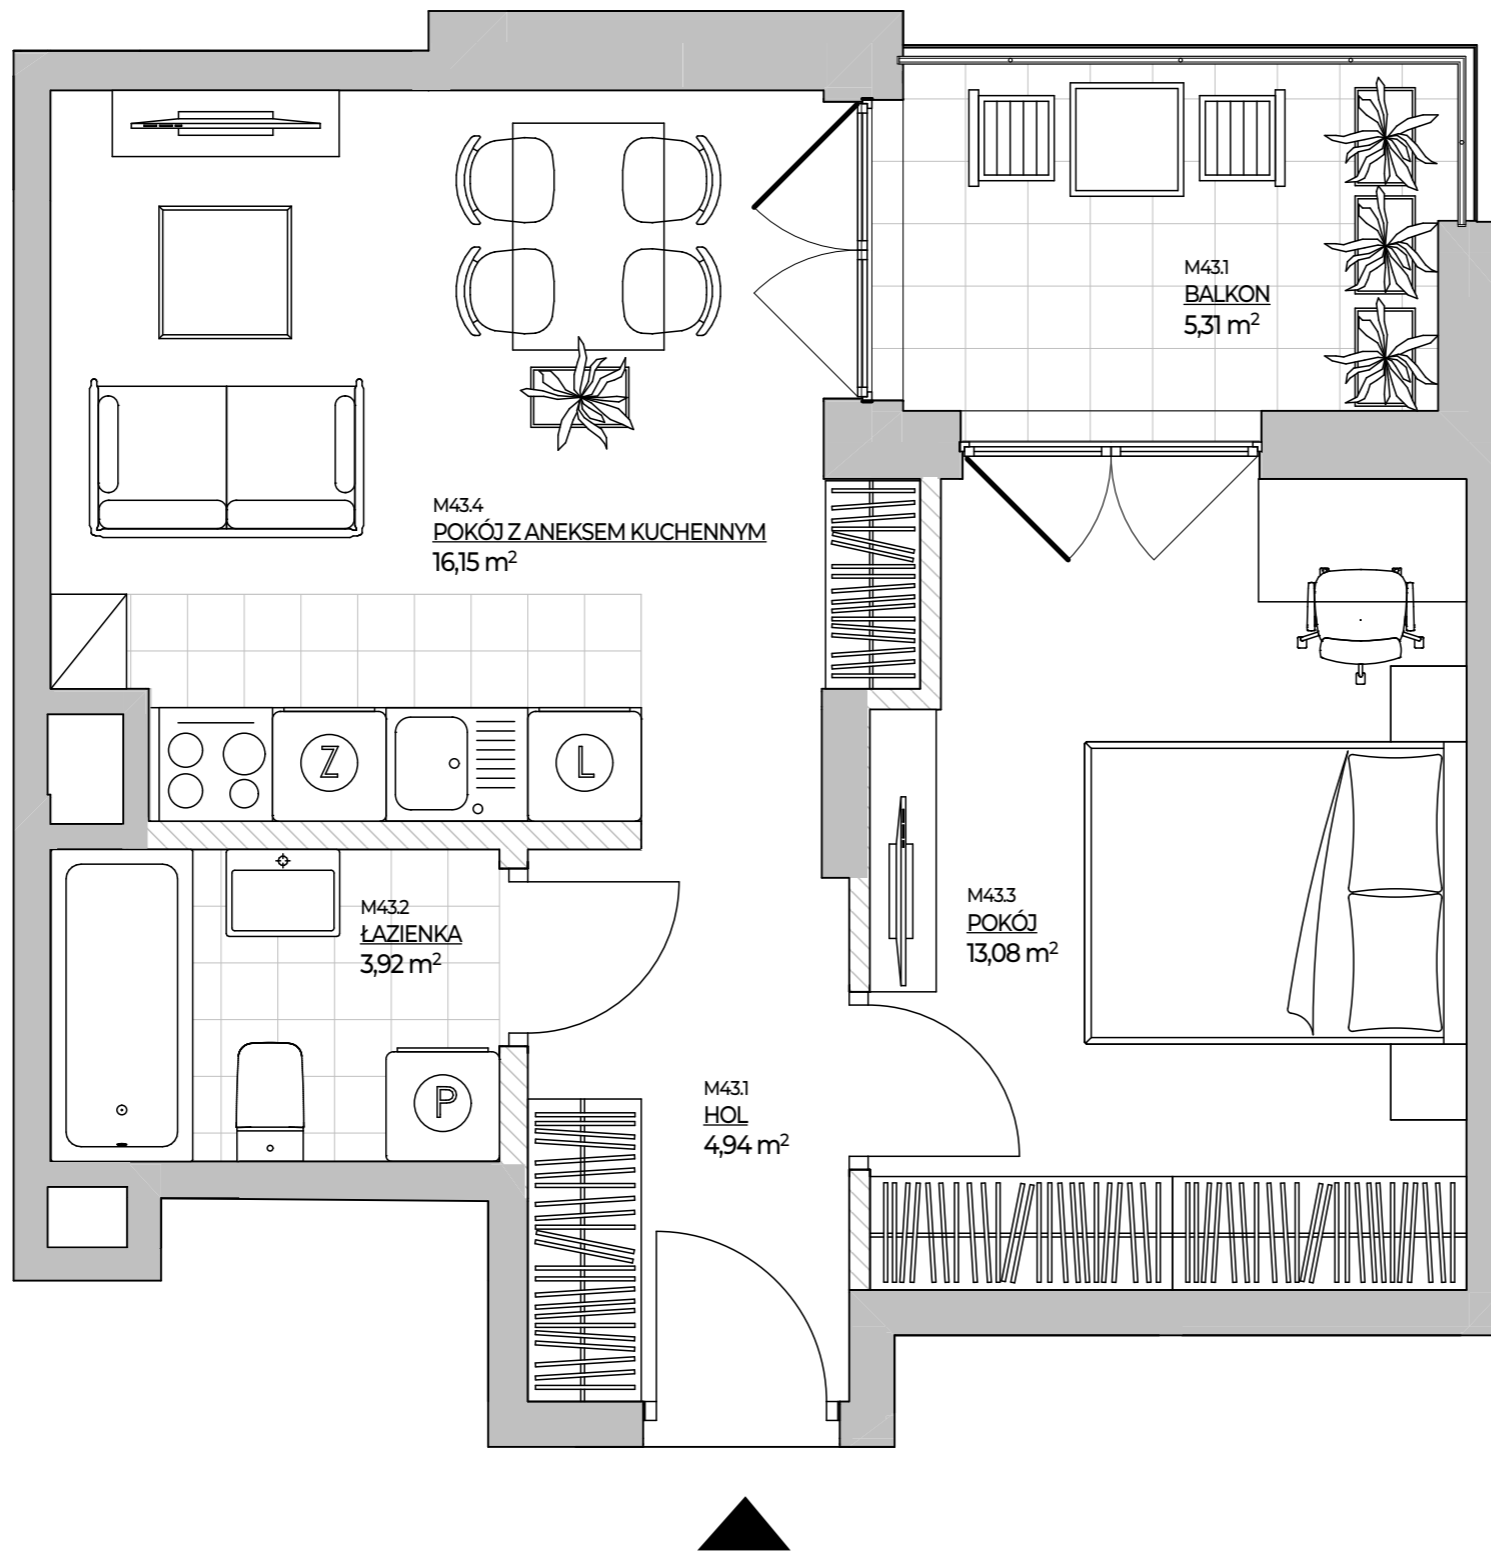 M43.1
BALKON
5,31 m²
M43.4
POKÓJ Z ANEKSEM KUCHENNYM
16,15 m²
Z
L
M43.2
ŁAZIENKA
3,92 m²
M43.3
POKÓJ
13,08 m²
P
M43.1
HOL
4,94 m²